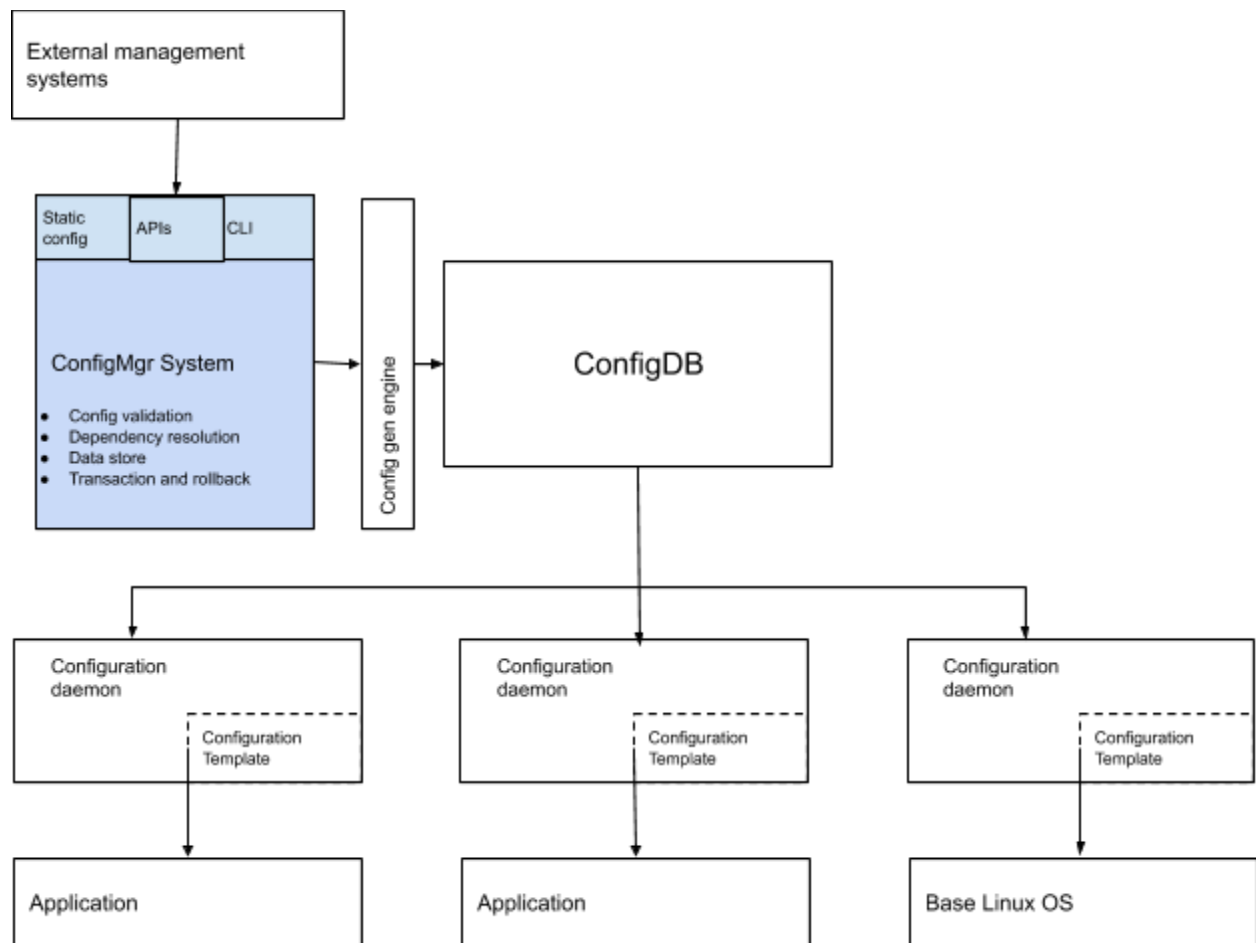 External management
systems
Static
config
APIs
CLI
ConfigMgr System
● Config validation
● Dependency resolution
● Data store
● Transaction and rollback
Config gen engine
ConfigDB
Configuration
daemon
Configuration
Template
Configuration
daemon
Configuration
Template
Configuration
daemon
Configuration
Template
Application
Application
Base Linux OS